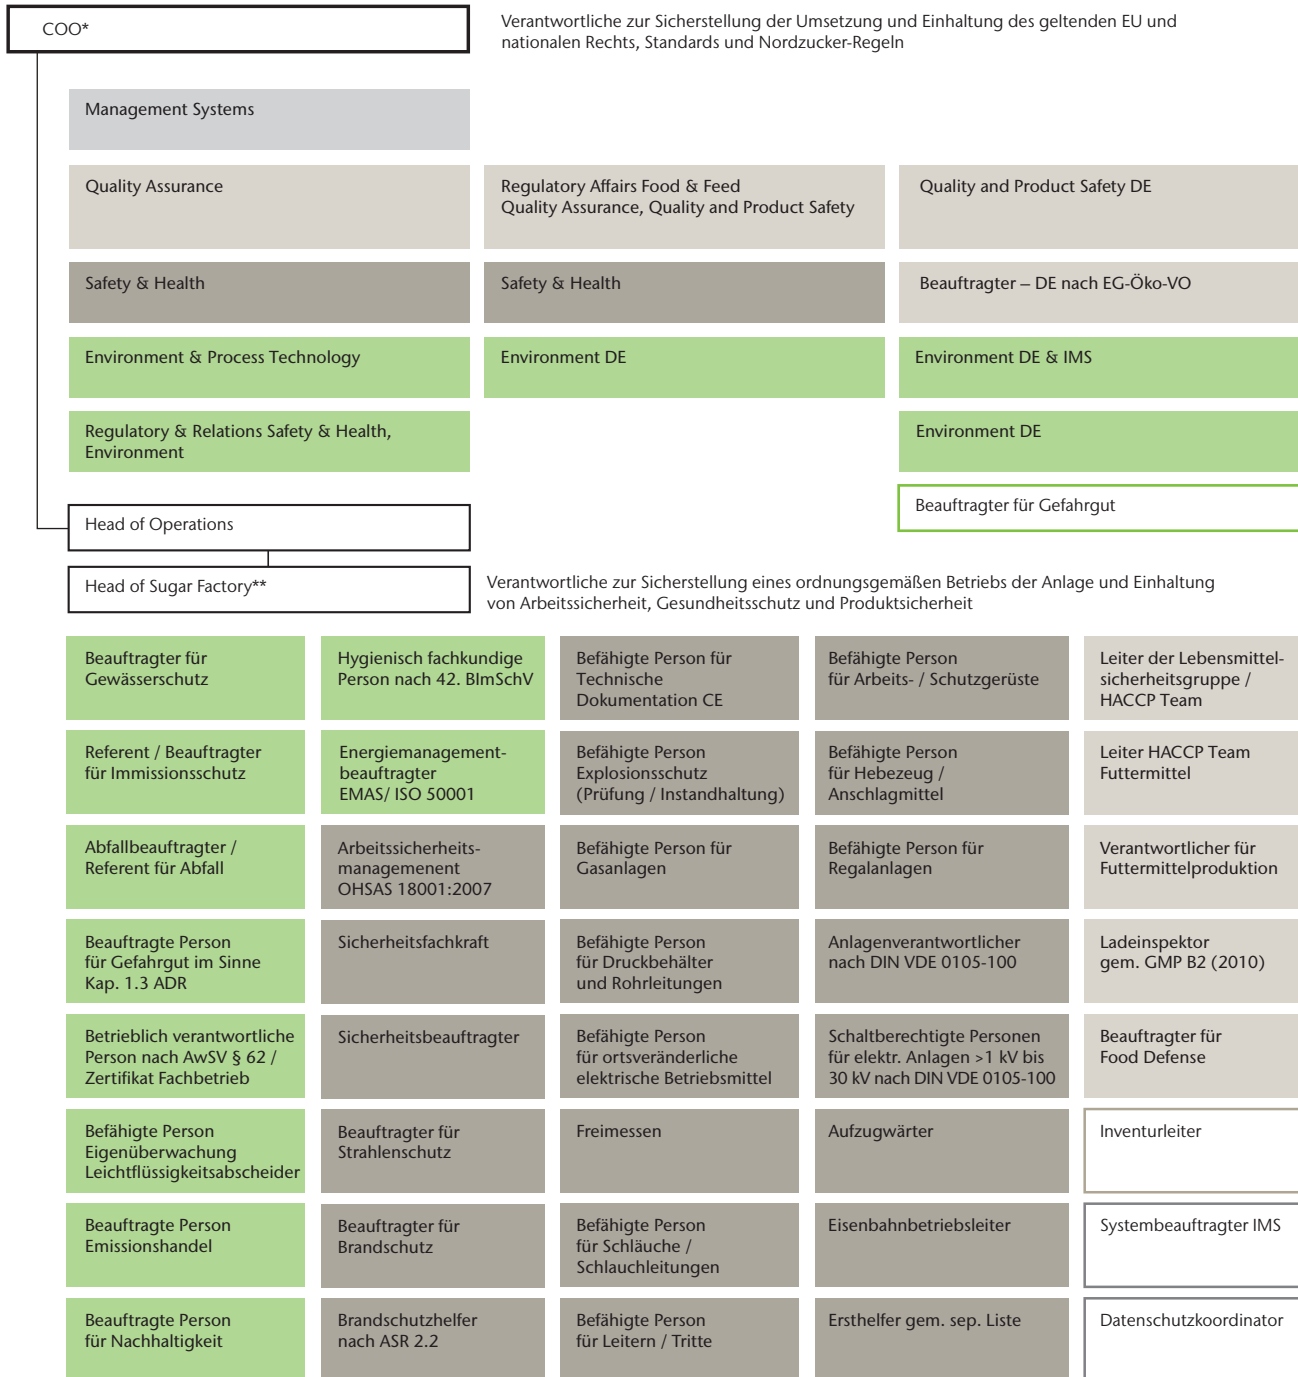 COO*
Verantwortliche zur Sicherstellung der Umsetzung und Einhaltung des geltenden EU und
nationalen Rechts, Standards und Nordzucker-Regeln
Management Systems
Quality Assurance
Regulatory Affairs Food & Feed
Quality Assurance, Quality and Product Safety
Quality and Product Safety DE
Safety & Health
Safety & Health
Beauftragter – DE nach EG-Öko-VO
Environment & Process Technology
Environment DE
Environment DE & IMS
Regulatory & Relations Safety & Health,
Environment
Environment DE
Beauftragter für Gefahrgut
Head of Operations
Head of Sugar Factory**
Verantwortliche zur Sicherstellung eines ordnungsgemäßen Betriebs der Anlage und Einhaltung
von Arbeitssicherheit, Gesundheitsschutz und Produktsicherheit
Beauftragter für
Gewässerschutz
Hygienisch fachkundige
Person nach 42. BImSchV
Befähigte Person für
Technische
Dokumentation CE
Befähigte Person
für Arbeits- / Schutzgerüste
Leiter der Lebensmittel-
sicherheitsgruppe /
HACCP Team
Referent / Beauftragter
für Immissionsschutz
Energiemanagement-
beauftragter
EMAS/ ISO 50001
Befähigte Person
Explosionsschutz
(Prüfung / Instandhaltung)
Befähigte Person
für Hebezeug /
Anschlagmittel
Leiter HACCP Team
Futtermittel
Abfallbeauftragter /
Referent für Abfall
Arbeitssicherheits-
managemenent
OHSAS 18001:2007
Befähigte Person für
Gasanlagen
Befähigte Person für
Regalanlagen
Verantwortlicher für
Futtermittelproduktion
Beauftragte Person
für Gefahrgut im Sinne
Kap. 1.3 ADR
Sicherheitsfachkraft
Befähigte Person
für Druckbehälter
und Rohrleitungen
Anlagenverantwortlicher
nach DIN VDE 0105-100
Ladeinspektor
gem. GMP B2 (2010)
Betrieblich verantwortliche
Person nach AwSV § 62 /
Zertifikat Fachbetrieb
Sicherheitsbeauftragter
Befähigte Person
für ortsveränderliche
elektrische Betriebsmittel
Schaltberechtigte Personen
für elektr. Anlagen >1 kV bis
30 kV nach DIN VDE 0105-100
Beauftragter für
Food Defense
Befähigte Person
Eigenüberwachung
Leichtflüssigkeitsabscheider
Beauftragter für
Strahlenschutz
Freimessen
Aufzugwärter
Inventurleiter
Beauftragte Person
Emissionshandel
Beauftragter für
Brandschutz
Befähigte Person
für Schläuche /
Schlauchleitungen
Eisenbahnbetriebsleiter
Systembeauftragter IMS
Beauftragte Person
für Nachhaltigkeit
Brandschutzhelfer
nach ASR 2.2
Befähigte Person
für Leitern / Tritte
Ersthelfer gem. sep. Liste
Datenschutzkoordinator